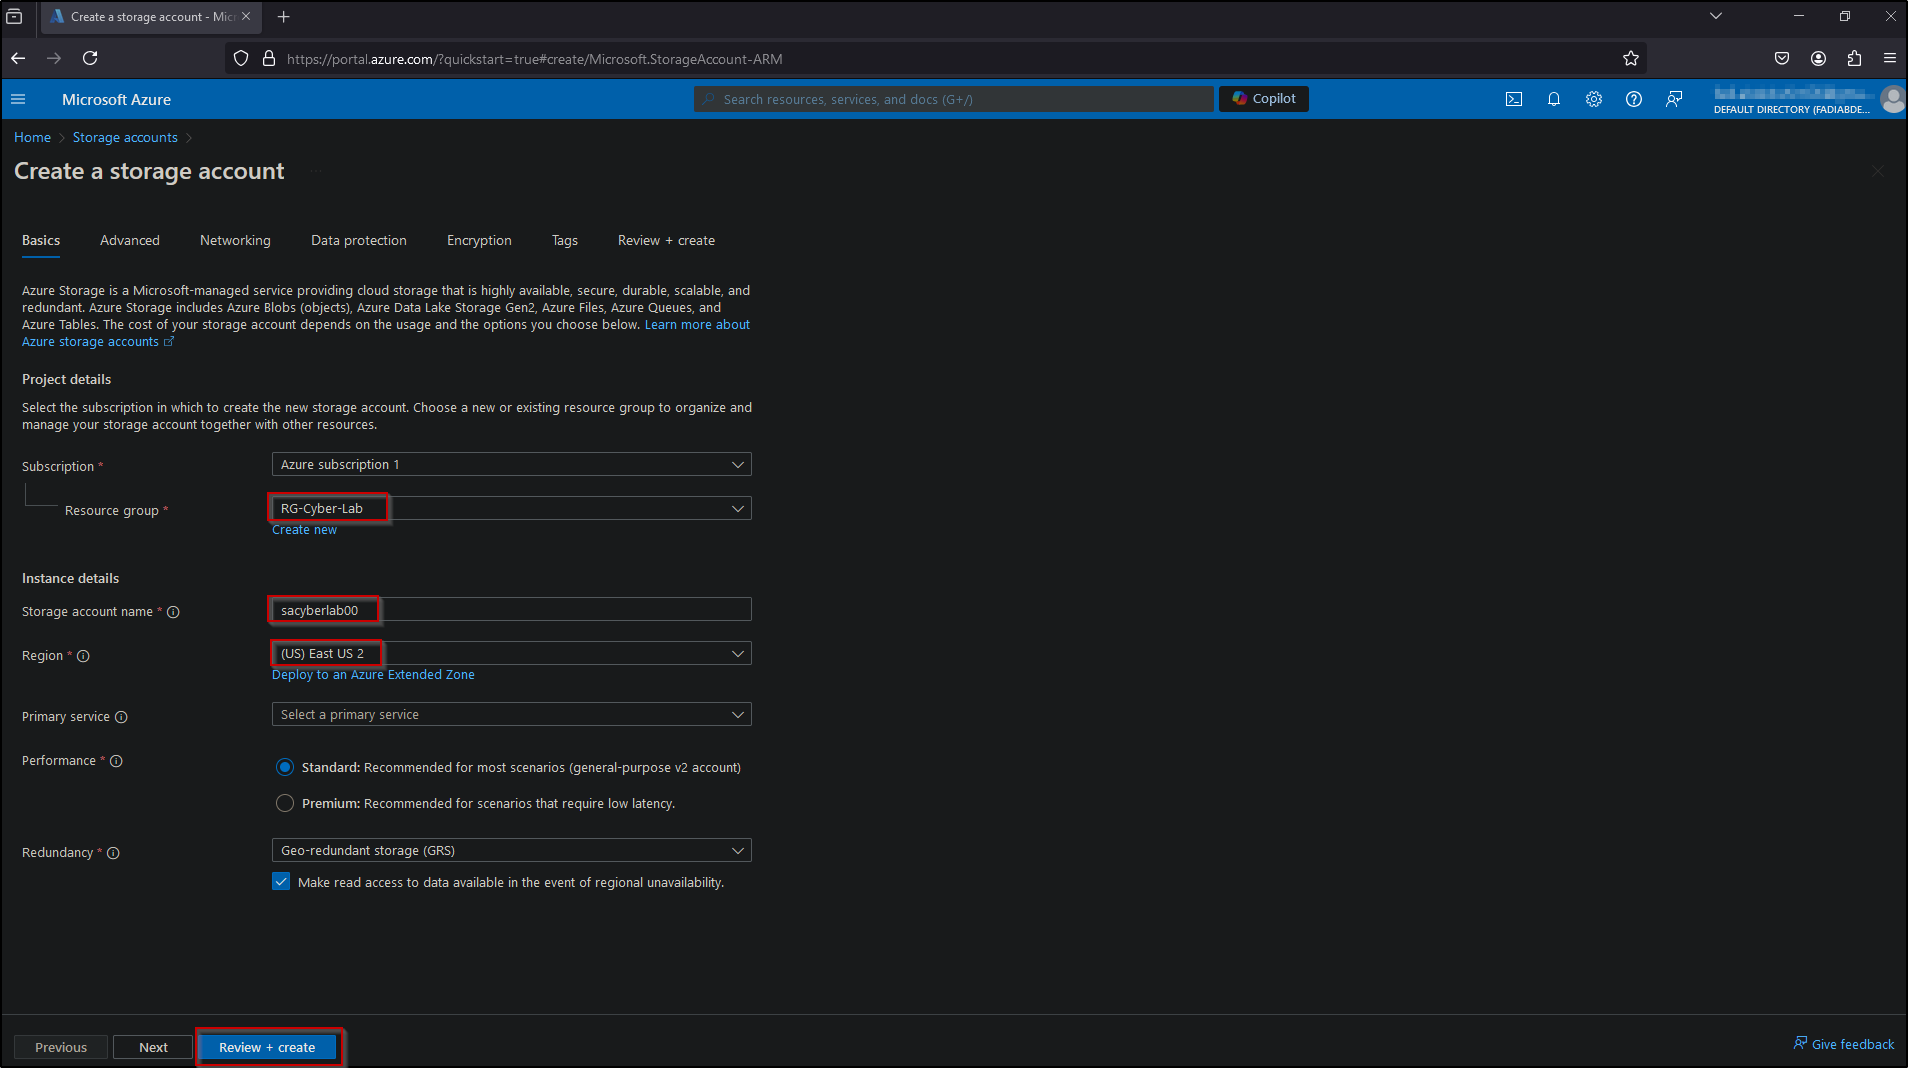 Create a storage account - Micr
https://portal.azure.com/?quickstart=true#create/Microsoft.StorageAccount-ARM
Microsoft Azure
Search resources, services, and docs (G+/)
Copilot
DEFAULT DIRECTORY (FADIABDE...
Home > Storage accounts >
Create a storage account ...
Basics Advanced Networking Data protection Encryption Tags Review + create
Azure Storage is a Microsoft-managed service providing cloud storage that is highly available, secure, durable, scalable, and
redundant. Azure Storage includes Azure Blobs (objects), Azure Data Lake Storage Gen2, Azure Files, Azure Queues, and
Azure Tables. The cost of your storage account depends on the usage and the options you choose below. Learn more about
Azure storage accounts
Project details
Select the subscription in which to create the new storage account. Choose a new or existing resource group to organize and
manage your storage account together with other resources.
Subscription * Azure subscription 1
Resource group * RG-Cyber-Lab
Create new
Instance details
Storage account name * sacyberlab00
Region * (US) East US 2
Deploy to an Azure Extended Zone
Primary service Select a primary service
Performance * Standard: Recommended for most scenarios (general-purpose v2 account)
Premium: Recommended for scenarios that require low latency.
Redundancy * Geo-redundant storage (GRS)
Make read access to data available in the event of regional unavailability.
Previous Next Review + create
Give feedback